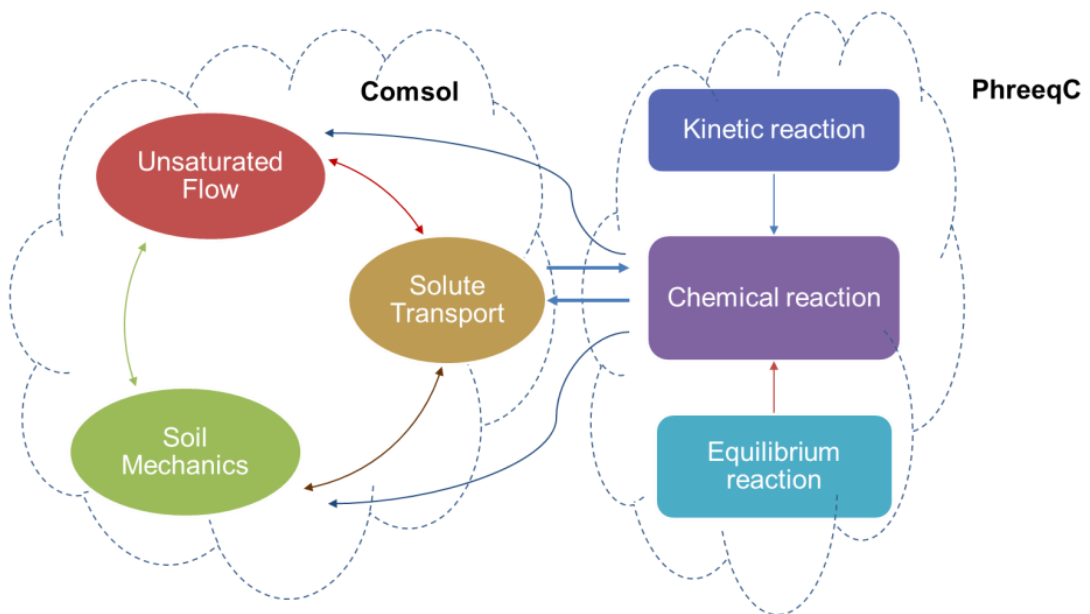 Comsol
PhreeqC
Unsaturated
Flow
Kinetic reaction
Solute
Transport
Chemical reaction
Soil
Mechanics
Equilibrium
reaction